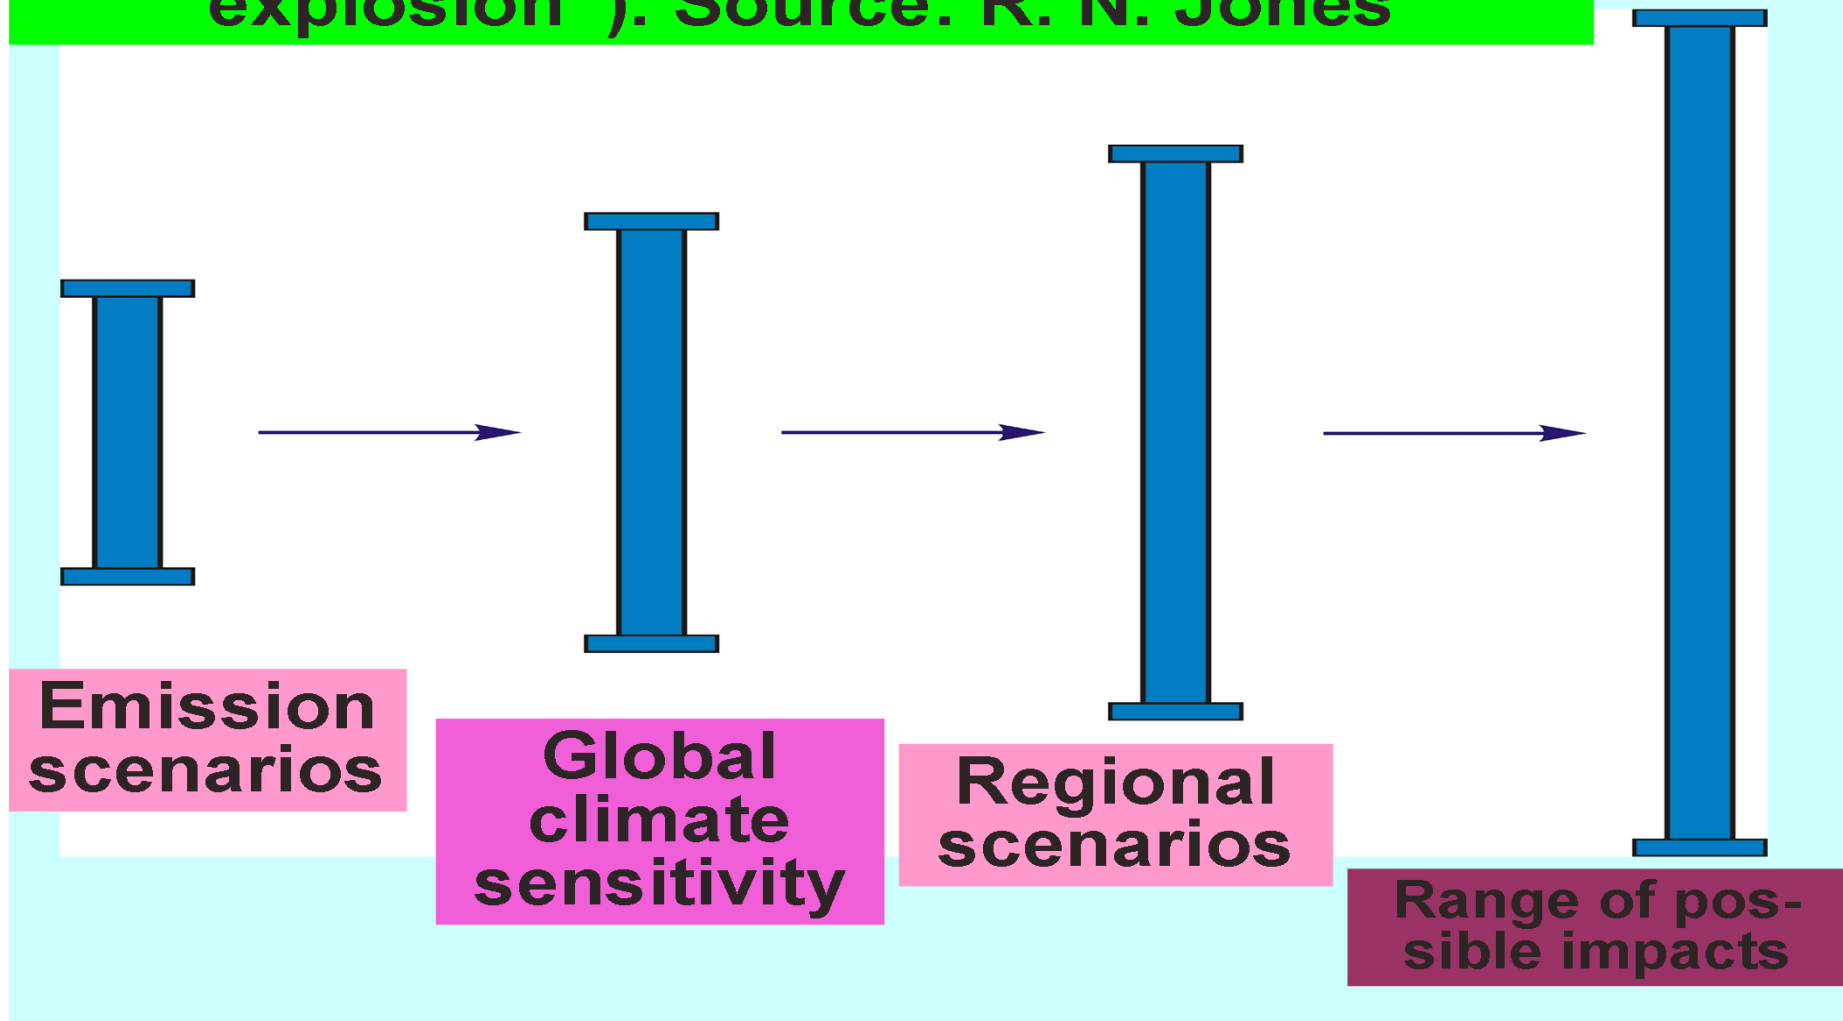 explosion"). Source: R. N. Jones
Emission
scenarios
Global
climate
sensitivity
Regional
scenarios
Range of pos-
sible impacts